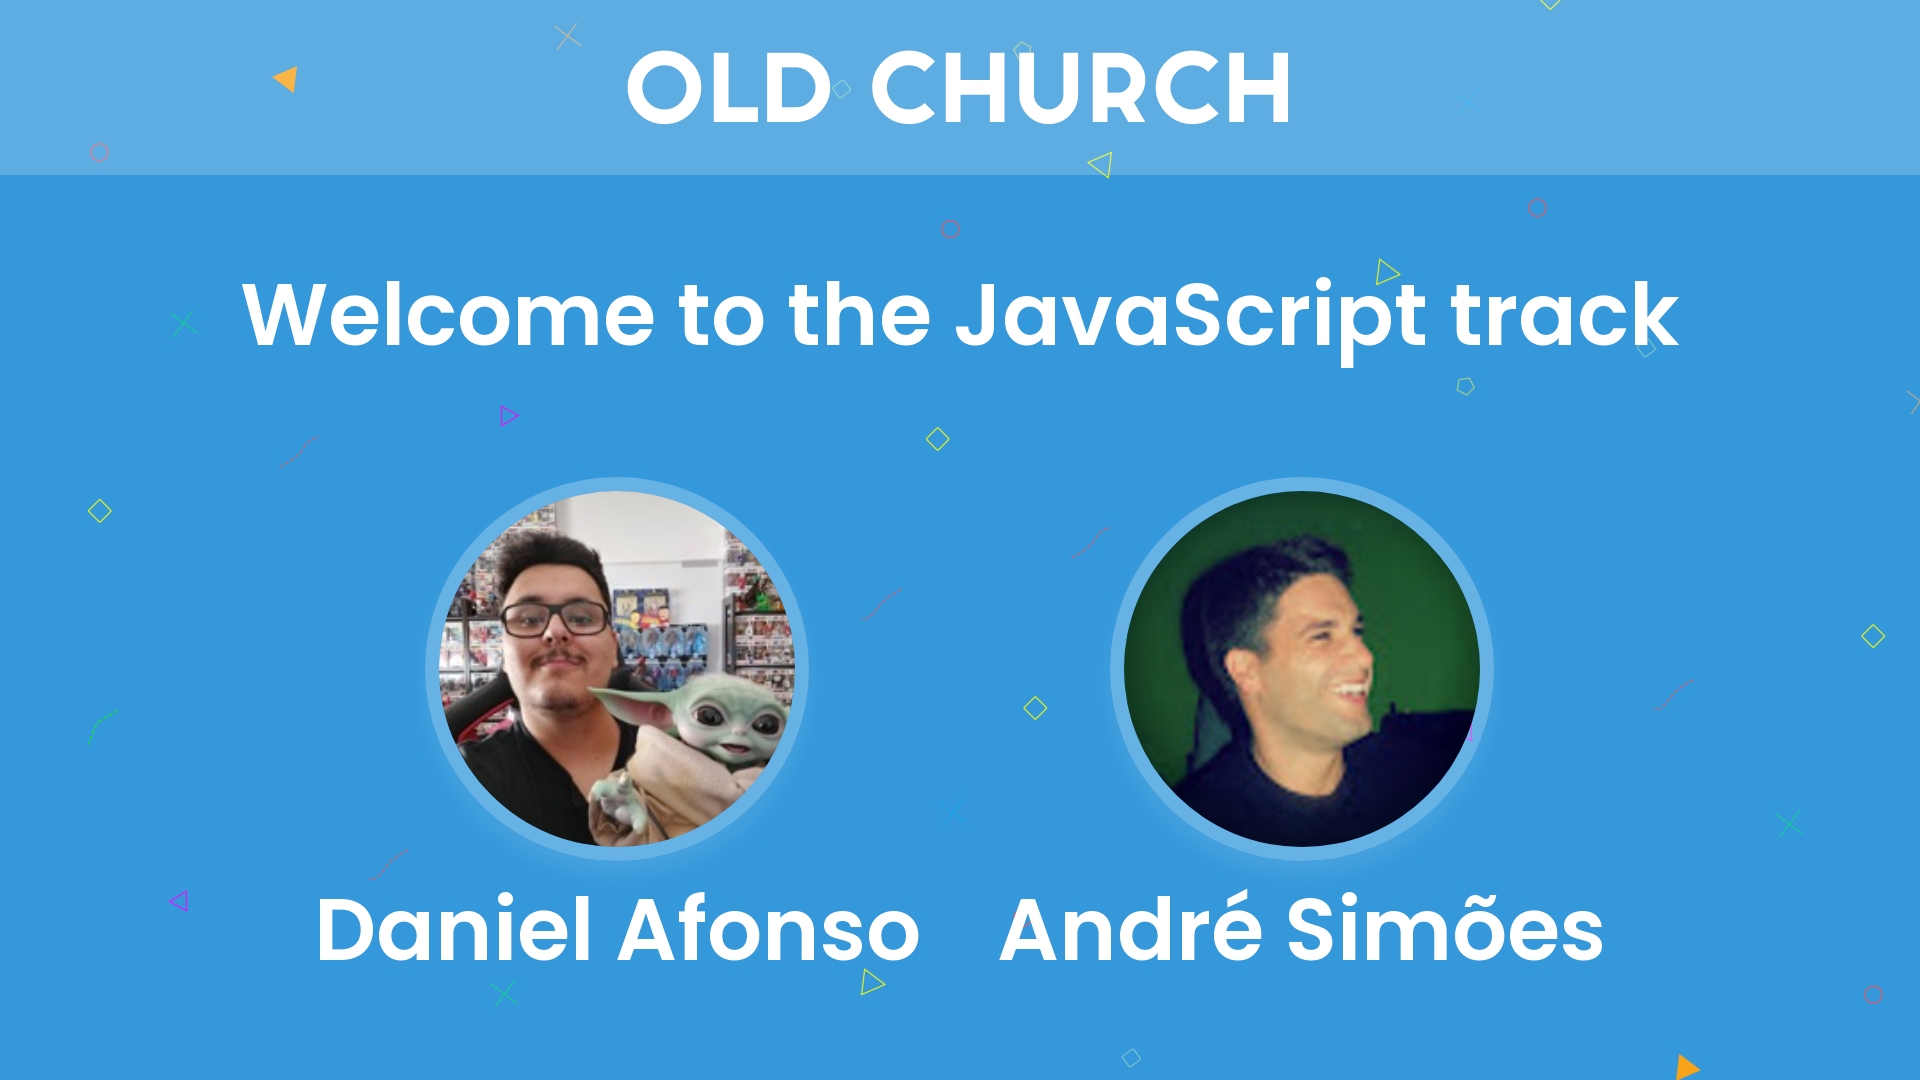 OLD CHURCH
Welcome to the JavaScript track
Daniel Afonso
André Simões